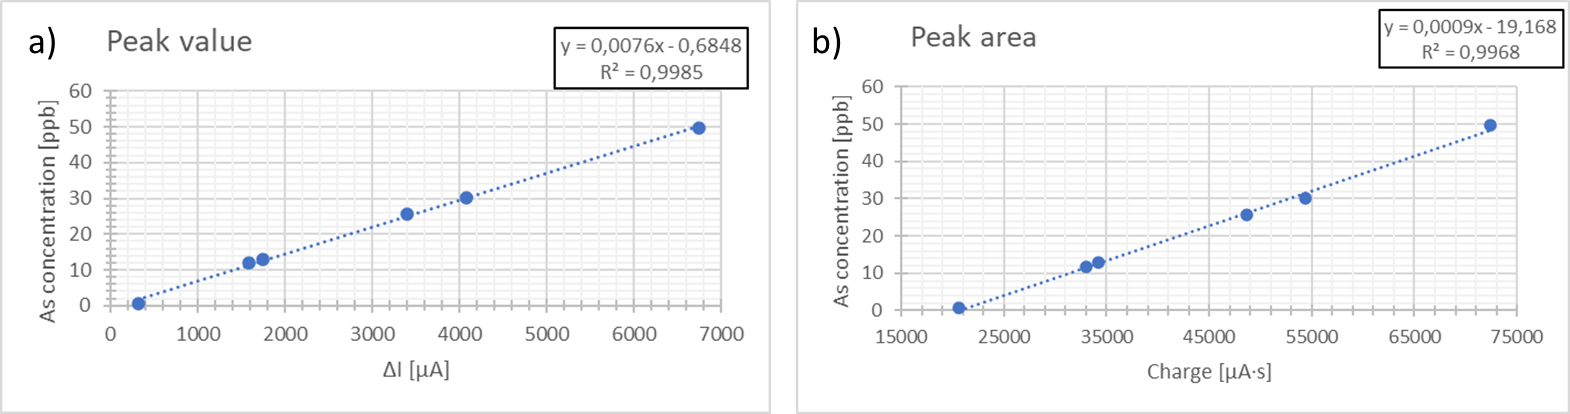 a)
Peak value
y = 0,0076x - 0,6848
R² = 0,9985
As concentration [ppb]
60
50
40
30
20
10
0
0 1000 2000 3000 4000 5000 6000 7000
ΔI [µA]
b)
Peak area
y = 0,0009x - 19,168
R² = 0,9968
As concentration [ppb]
60
50
40
30
20
10
0
15000 25000 35000 45000 55000 65000 75000
Charge [µA·s]